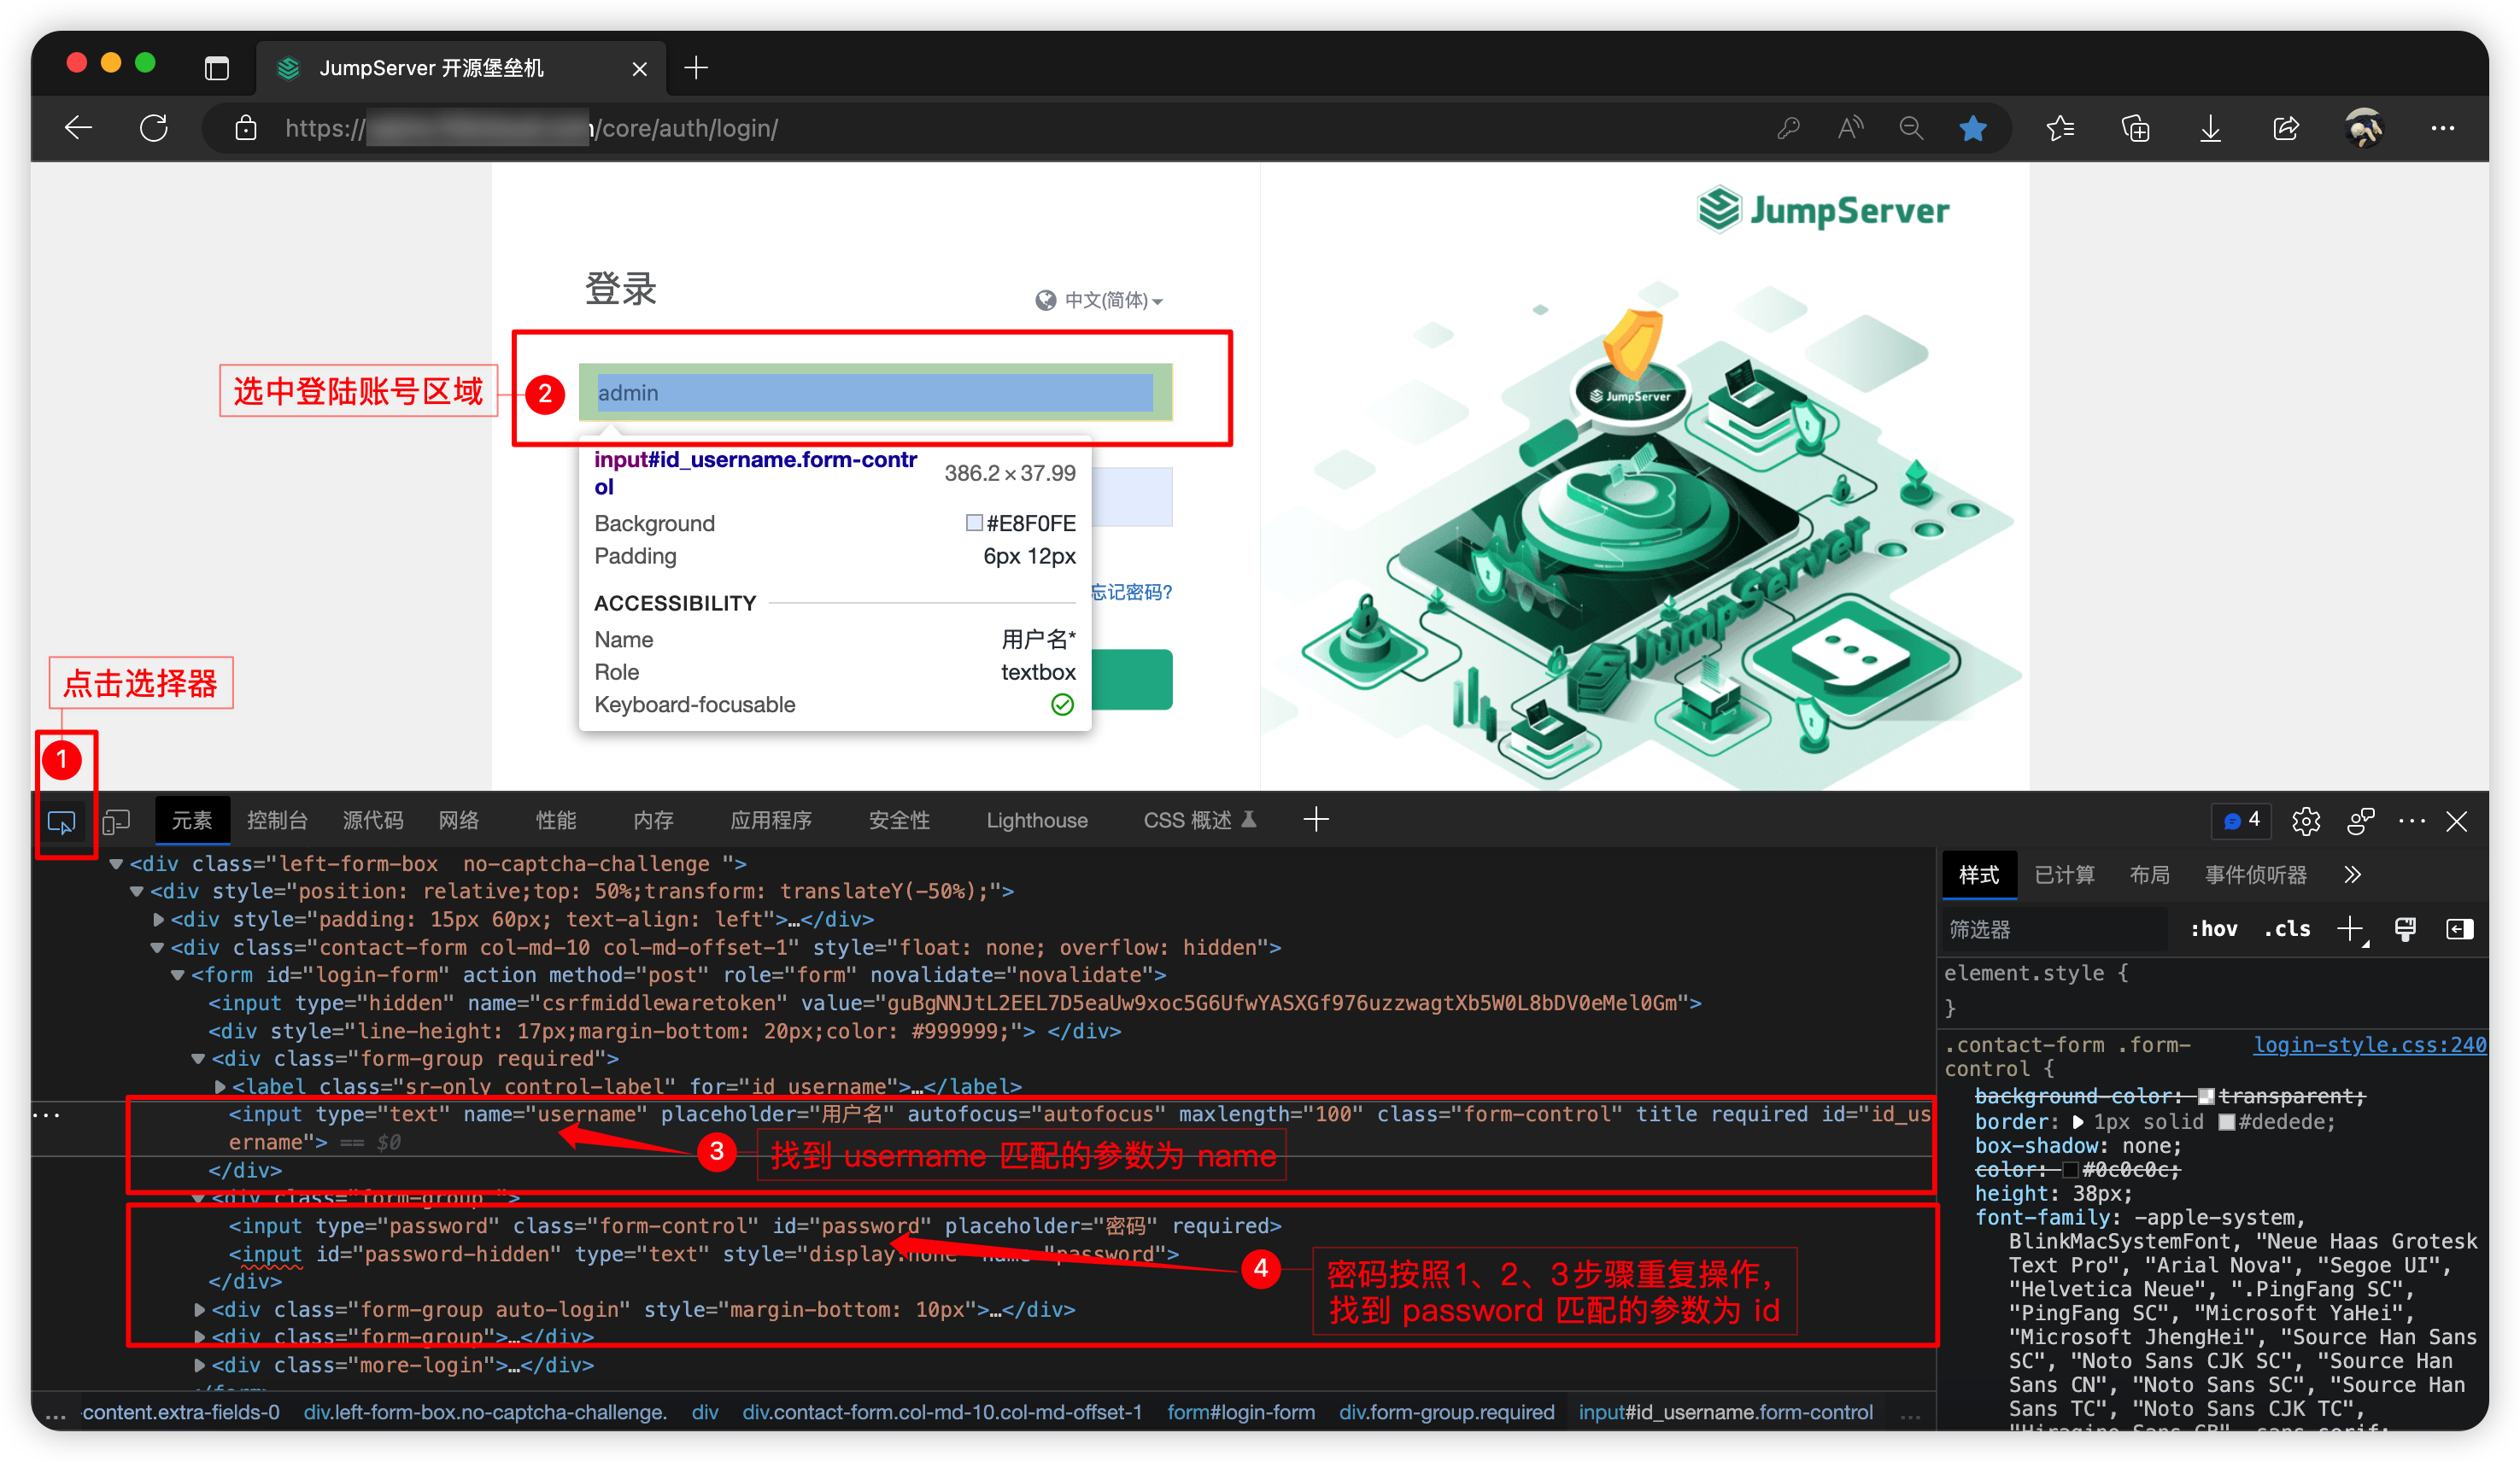 JumpServer 开源堡垒机
https:// /core/auth/login/
JumpServer
登录
中文(简体)
选中登陆账号区域
2
admin
input#id_username.form-contr
ol
386.2 × 37.99
Background
#E8F0FE
Padding
6px 12px
忘记密码?
ACCESSIBILITY
Name
用户名*
Role
textbox
Keyboard-focusable
JumpServer
JumpServer
点击选择器
1
元素 控制台 源代码 网络 性能 内存 应用程序 安全性 Lighthouse CSS 概述
4
<div class="left-form-box  no-captcha-challenge ">
<div style="position: relative;top: 50%;transform: translateY(-50%);">
<div style="padding: 15px 60px; text-align: left">…</div>
<div class="contact-form col-md-10 col-md-offset-1" style="float: none; overflow: hidden">
<form id="login-form" action method="post" role="form" novalidate="novalidate">
<input type="hidden" name="csrfmiddlewaretoken" value="guBgNNJtL2EEL7D5eaUw9xoc5G6UfwYASXGf976uzzwagtXb5W0L8bDV0eMel0Gm">
<div style="line-height: 17px;margin-bottom: 20px;color: #999999;"> </div>
<div class="form-group required">
<label class="sr-only control-label" for="id_username">…</label>
...
<input type="text" name="username" placeholder="用户名" autofocus="autofocus" maxlength="100" class="form-control" title required id="id_us
ername"> == $0
3
找到 username 匹配的参数为 name
</div>
<div class="form-group ">
<input type="password" class="form-control" id="password" placeholder="密码" required>
<input id="password-hidden" type="text" style="display:none" name="password">
</div>
4
密码按照1、2、3步骤重复操作，
找到 password 匹配的参数为 id
<div class="form-group auto-login" style="margin-bottom: 10px">…</div>
<div class="form-group">…</div>
<div class="more-login">…</div>
</form>
... -content.extra-fields-0 div.left-form-box.no-captcha-challenge. div div.contact-form.col-md-10.col-md-offset-1 form#login-form div.form-group.required input#id_username.form-control ...
样式 已计算 布局 事件侦听器
筛选器
:hov .cls
element.style {
}
.contact-form .form-
control {
login-style.css:240
background-color: transparent;
border: 1px solid #dedede;
box-shadow: none;
color: #0c0c0c;
height: 38px;
font-family: -apple-system,
BlinkMacSystemFont, "Neue Haas Grotesk
Text Pro", "Arial Nova", "Segoe UI",
"Helvetica Neue", ".PingFang SC",
"PingFang SC", "Microsoft YaHei",
"Microsoft JhengHei", "Source Han Sans
SC", "Noto Sans CJK SC", "Source Han
Sans CN", "Noto Sans SC", "Source Han
Sans TC", "Noto Sans CJK TC",
"Hiragino Sans GB", sans-serif;